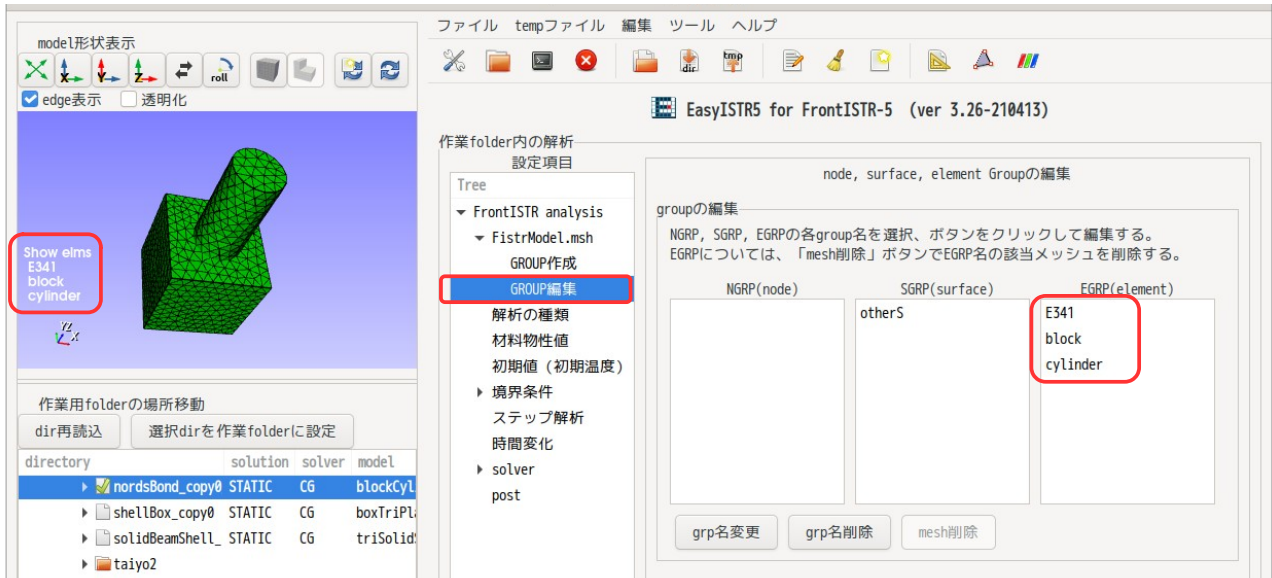 model形状表示
X Y Z roll
edge表示 透明化
Show elms
E341
block
cylinder
YZ
X
作業用folderの場所移動
dir再読込 選択dirを作業folderに設定
directory solution solver model
nordsBond_copy0 STATIC CG blockCyl
shellBox_copy0 STATIC CG boxTriPl
solidBeamShell_ STATIC CG triSolid
taiyo2
ファイル tempファイル 編集 ツール ヘルプ
dir tmp
EasyISTR5 for FrontISTR-5 (ver 3.26-210413)
作業folder内の解析
設定項目
Tree
FrontISTR analysis
FistrModel.msh
GROUP作成
GROUP編集
解析の種類
材料物性値
初期値（初期温度）
境界条件
ステップ解析
時間変化
solver
post
node, surface, element Groupの編集
groupの編集
NGRP, SGRP, EGRPの各group名を選択、ボタンをクリックして編集する。
EGRPについては、「mesh削除」ボタンでEGRP名の該当メッシュを削除する。
NGRP(node) SGRP(surface) EGRP(element)
otherS E341
block
cylinder
grp名変更 grp名削除 mesh削除